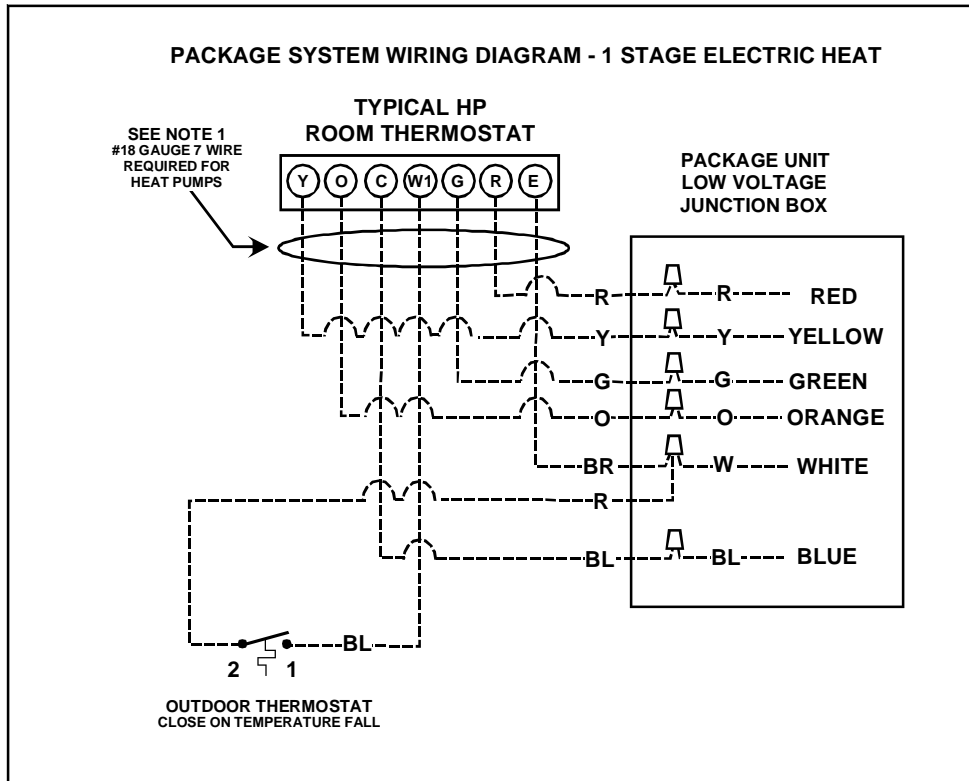 PACKAGE SYSTEM WIRING DIAGRAM - 1 STAGE ELECTRIC HEAT
TYPICAL HP
ROOM THERMOSTAT
SEE NOTE 1
#18 GAUGE 7 WIRE
REQUIRED FOR
HEAT PUMPS
Y O C W1 G R E
PACKAGE UNIT
LOW VOLTAGE
JUNCTION BOX
R R RED
Y Y YELLOW
G G GREEN
O O ORANGE
BR W WHITE
R
BL BL BLUE
BL
2 1
OUTDOOR THERMOSTAT
CLOSE ON TEMPERATURE FALL